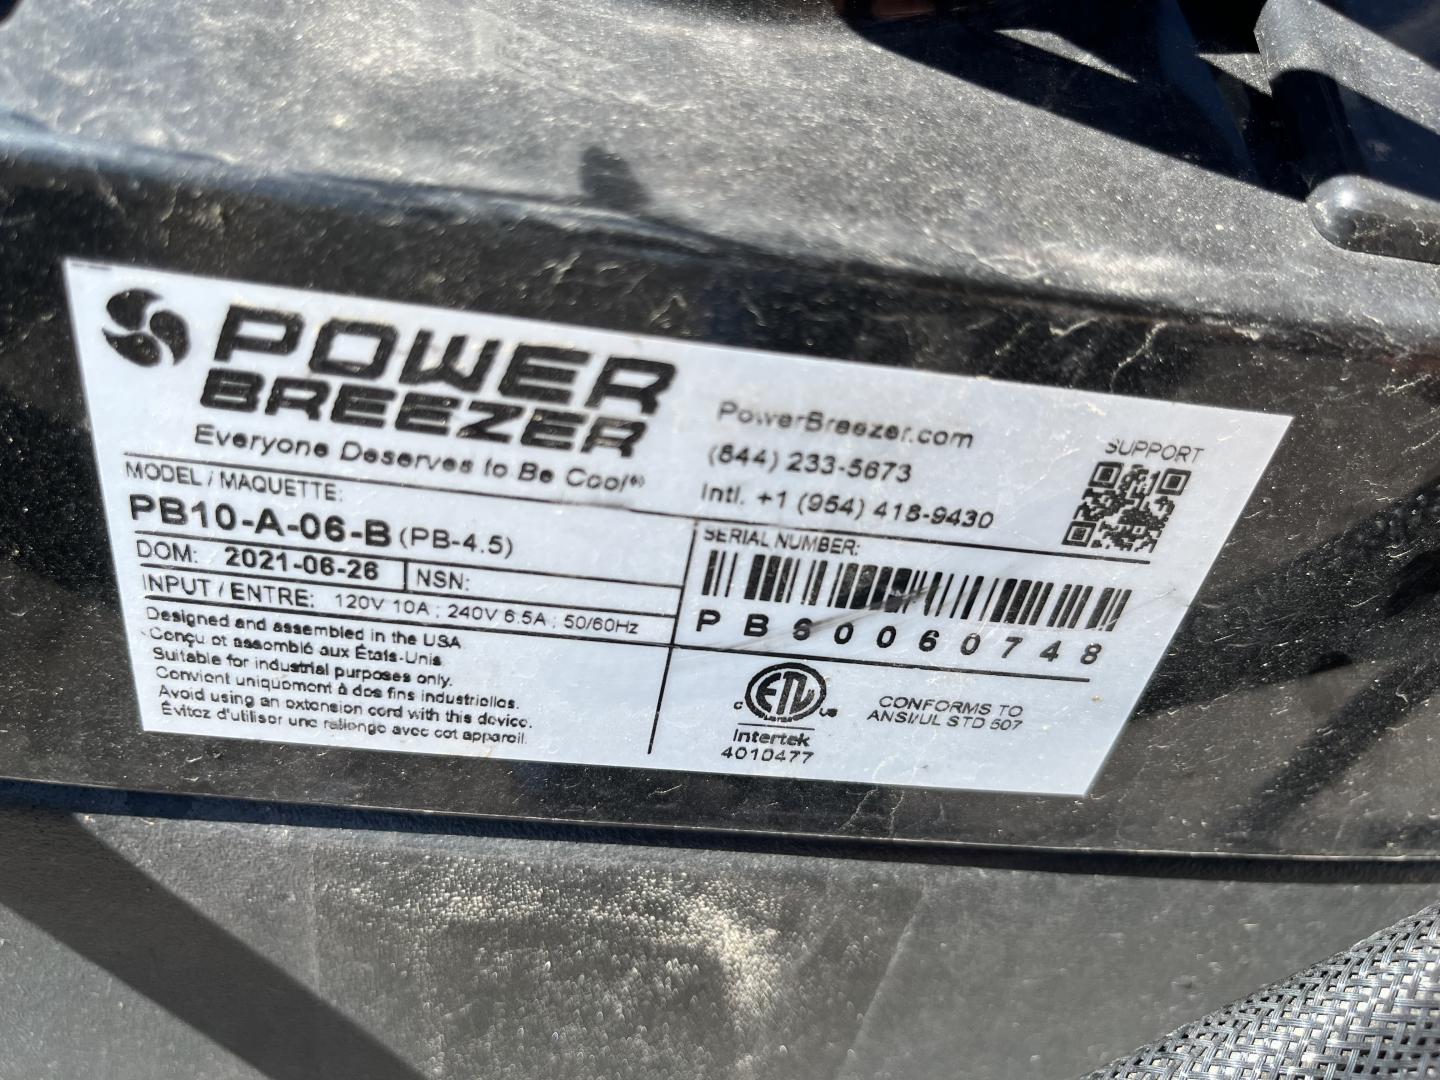 POWER
BREEZER
Everyone Deserves to Be Cool®
PowerBreezer.com
(844) 233-5673
Intl. +1 (954) 418-9430
SUPPORT
MODEL / MAQUETTE:
PB10-A-06-B (PB-4.5)
DOM: 2021-06-26 NSN:
INPUT / ENTRE: 120V 10A ; 240V 6.5A ; 50/60Hz
SERIAL NUMBER:
PB60060748
Designed and assembled in the USA
Conçu et assemblé aux États-Unis
Suitable for industrial purposes only.
Convient uniquement à des fins industrielles.
Avoid using an extension cord with this device.
Évitez d'utiliser une rallonge avec cet appareil.
C ETL US
LISTED
Intertek
4010477
CONFORMS TO
ANSI/UL STD 507